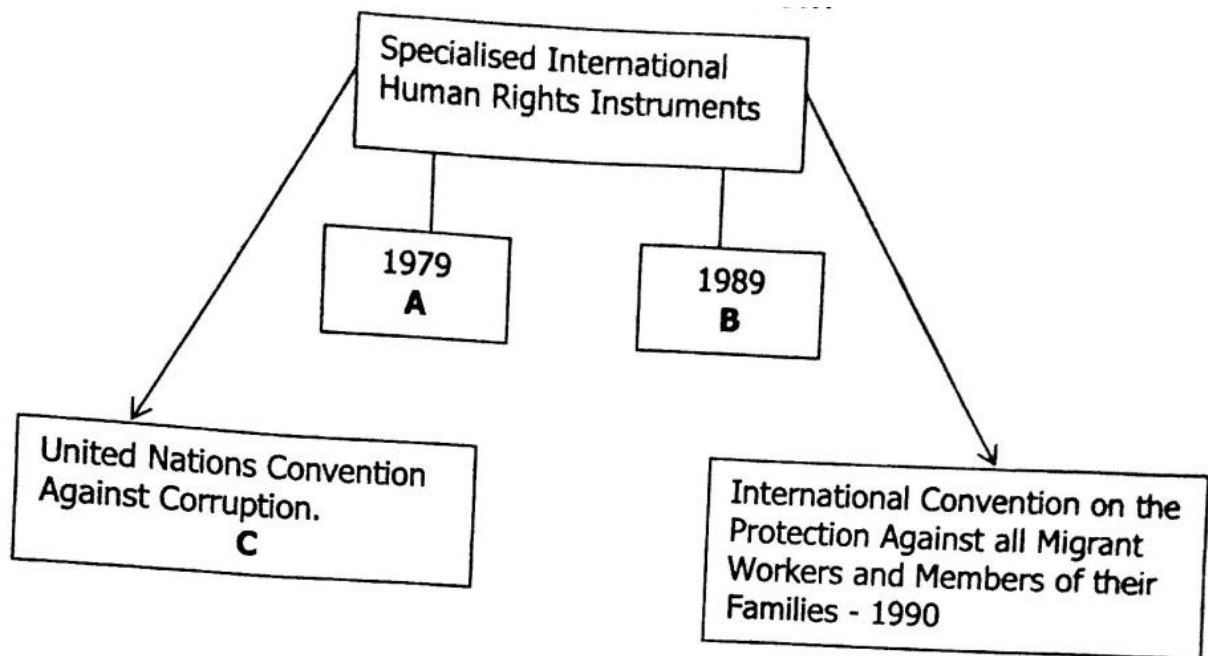 Specialised International
Human Rights Instruments
1979
A
1989
B
United Nations Convention
Against Corruption.
C
International Convention on the
Protection Against all Migrant
Workers and Members of their
Families - 1990